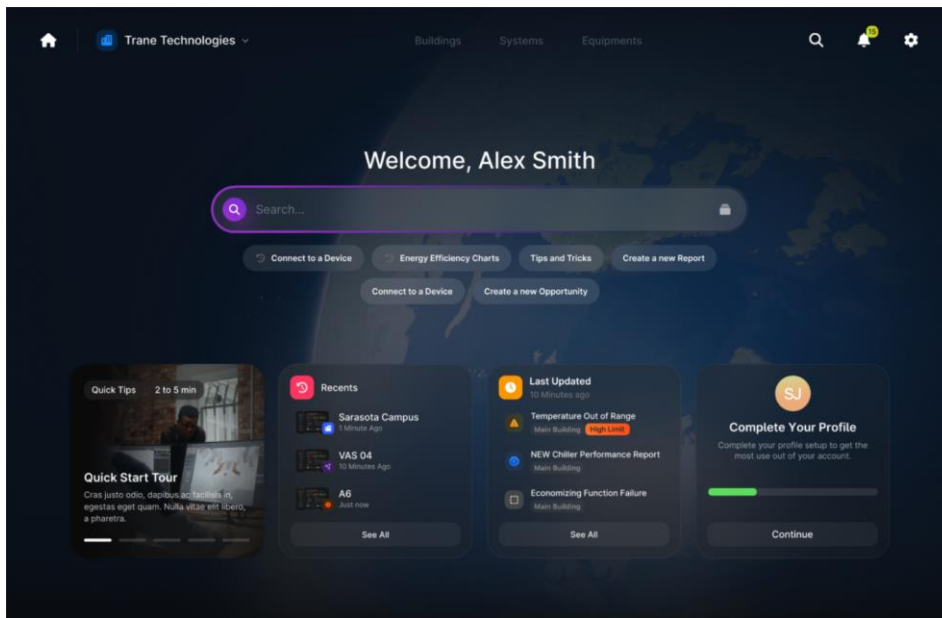 Trane Technologies
Buildings
Systems
Equipments
15
Welcome, Alex Smith
Search...
Connect to a Device
Energy Efficiency Charts
Tips and Tricks
Create a new Report
Connect to a Device
Create a new Opportunity
Quick Tips
2 to 5 min
Quick Start Tour
Cras justo odio, dapibus ac facilisis in,
egestas eget quam. Nulla vitae elit libero,
a pharetra.
Recents
Sarasota Campus
1 Minute Ago
VAS 04
10 Minutes Ago
A6
Just now
See All
Last Updated
10 Minutes ago
Temperature Out of Range
Main Building
High Limit
NEW Chiller Performance Report
Main Building
Economizing Function Failure
Main Building
See All
SJ
Complete Your Profile
Complete your profile setup to get the
most use out of your account.
Continue